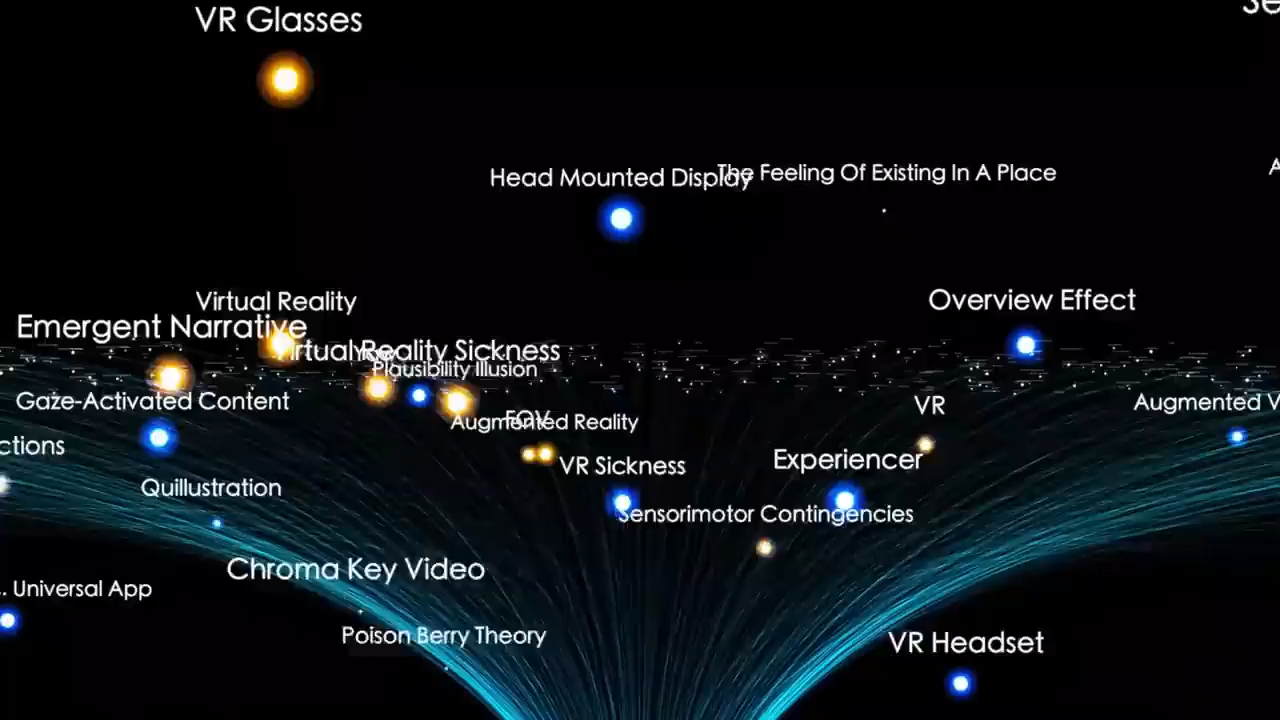 VR Glasses
Head Mounted Display
The Feeling Of Existing In A Place
Virtual Reality
Overview Effect
Emergent Narrative
Virtual Reality Sickness
Plausibility Illusion
Gaze-Activated Content
VR
Augmented V
FOV
Augmented Reality
ctions
Experiencer
VR Sickness
Quillustration
Sensorimotor Contingencies
Chroma Key Video
.. Universal App
Poison Berry Theory
VR Headset